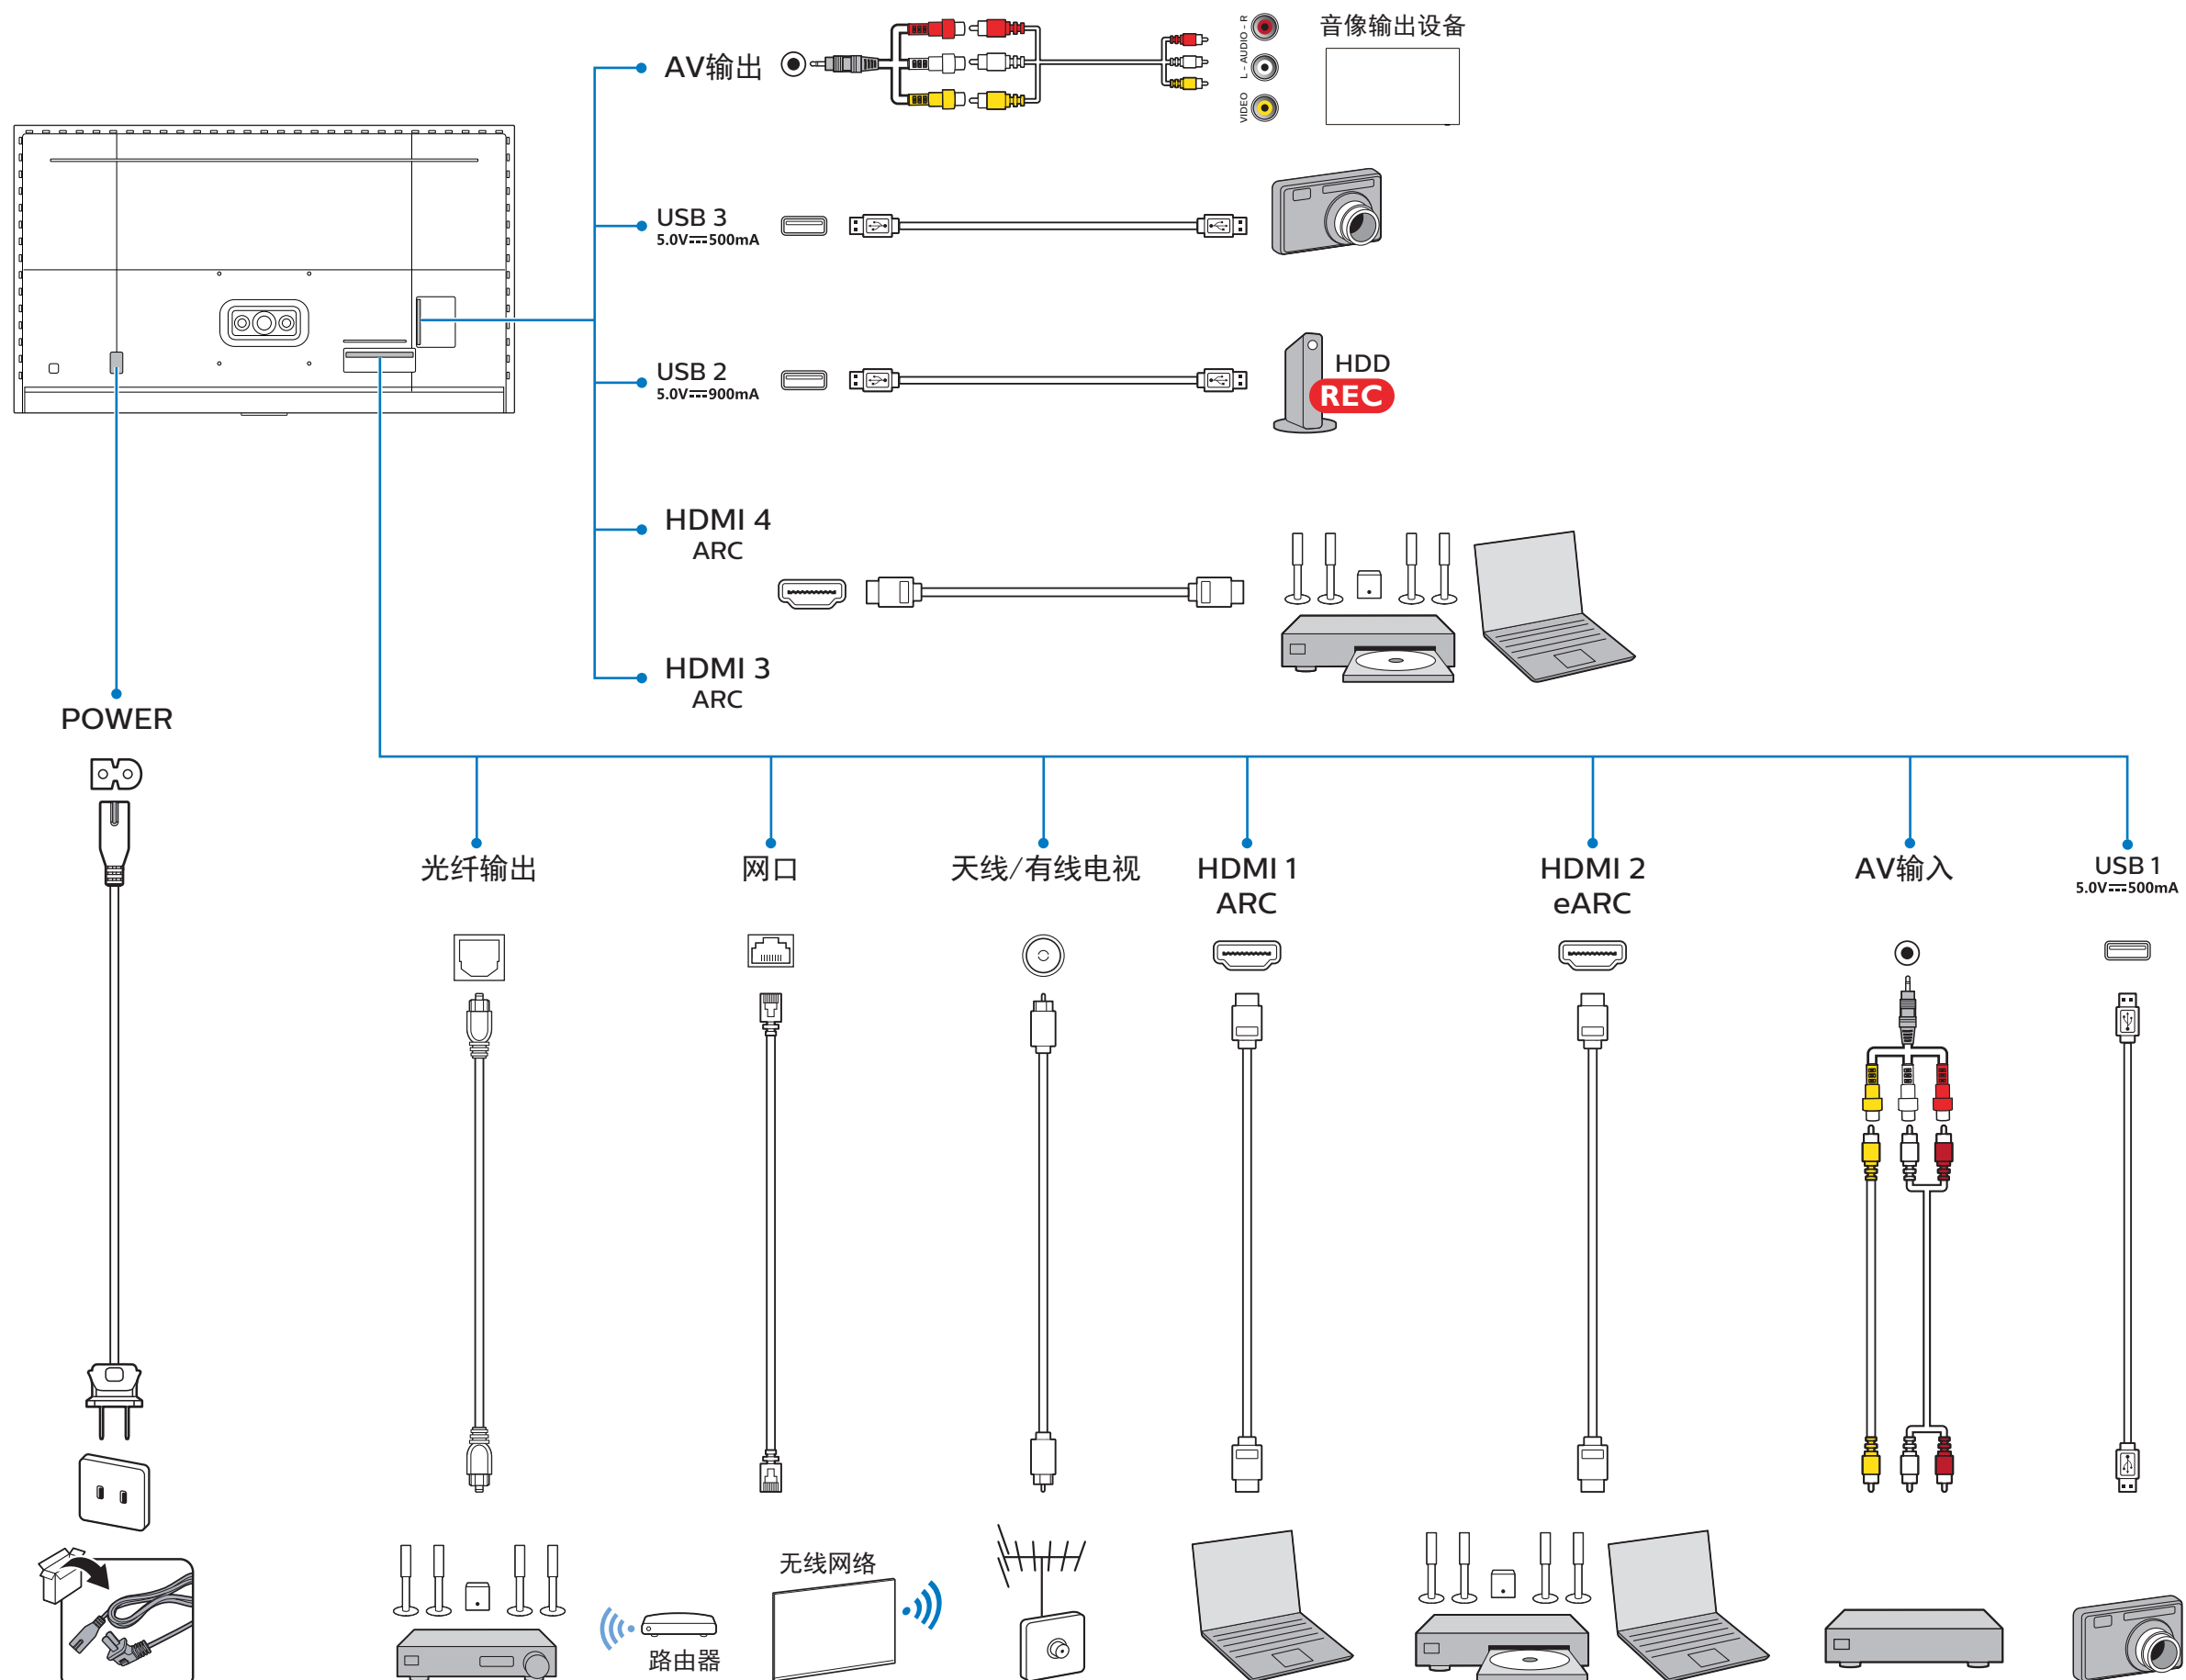 AV输出
L - AUDIO - R
VIDEO
音像输出设备
USB 3
5.0V⎓500mA
USB 2
5.0V⎓900mA
HDD
REC
HDMI 4
ARC
HDMI 3
ARC
POWER
光纤输出
网口
天线/有线电视
HDMI 1
ARC
HDMI 2
eARC
AV输入
USB 1
5.0V⎓500mA
无线网络
路由器